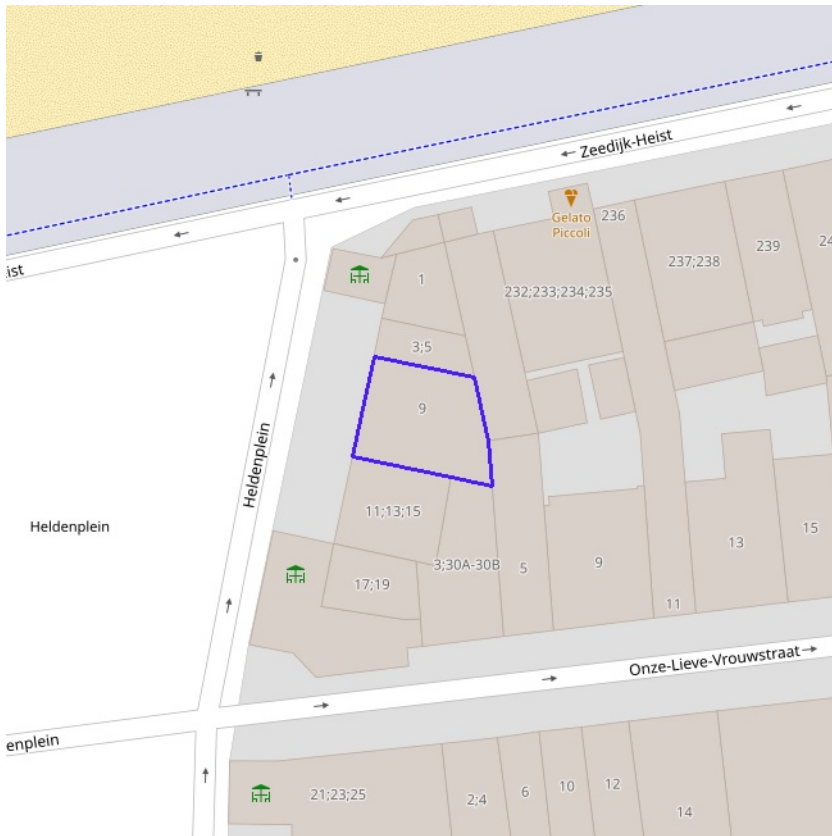 Zeedijk-Heist
Gelato
Piccoli
236
239
24
237;238
ist
1
232;233;234;235
3;5
9
Heldenplein
Heldenplein
11;13;15
13
15
3;30A-30B
5
9
17;19
11
Onze-Lieve-Vrouwstraat
enplein
21;23;25
2;4
6
10
12
14